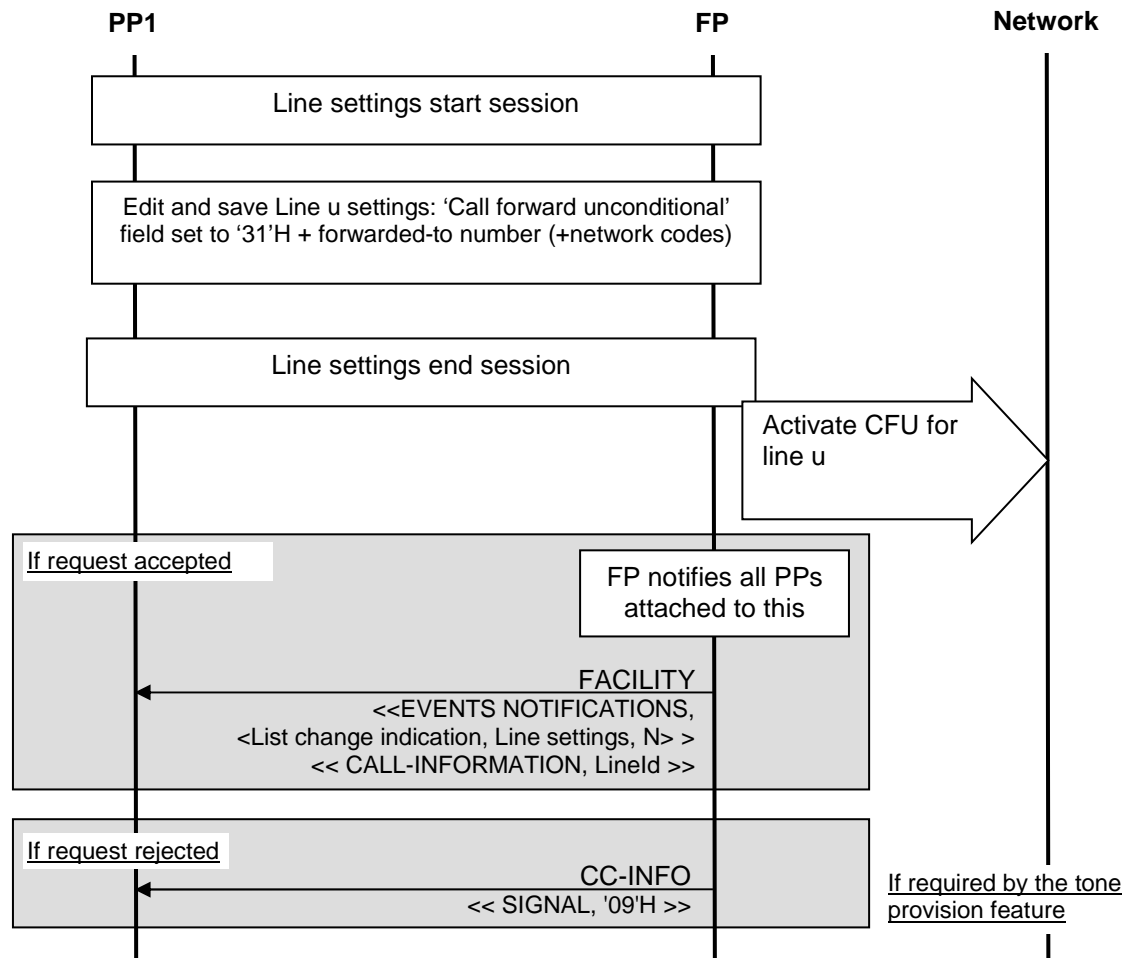 PP1
FP
Network
Line settings start session
Edit and save Line u settings: ‘Call forward unconditional’
field set to ‘31’H + forwarded-to number (+network codes)
Line settings end session
Activate CFU for
line u
If request accepted
FP notifies all PPs
attached to this
FACILITY
<<EVENTS NOTIFICATIONS,
<List change indication, Line settings, N> >
<< CALL-INFORMATION, LineId >>
If request rejected
CC-INFO
<< SIGNAL, '09'H >>
If required by the tone
provision feature